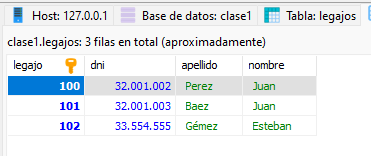 Host: 127.0.0.1 Base de datos: clase1 Tabla: legajos
clase1.legajos: 3 filas en total (aproximadamente)
legajo dni apellido nombre
100 32.001.002 Perez Juan
101 32.001.003 Baez Juan
102 33.554.555 Gémez Esteban